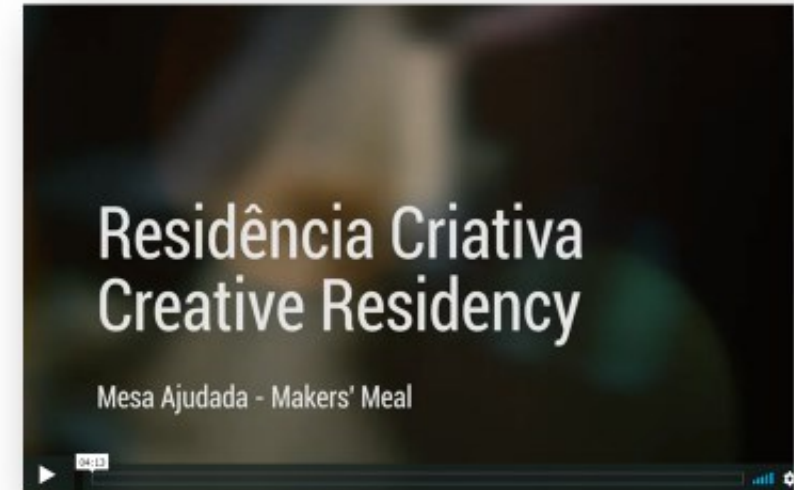 Residência Criativa
Creative Residency
Mesa Ajudada - Makers' Meal
04:13